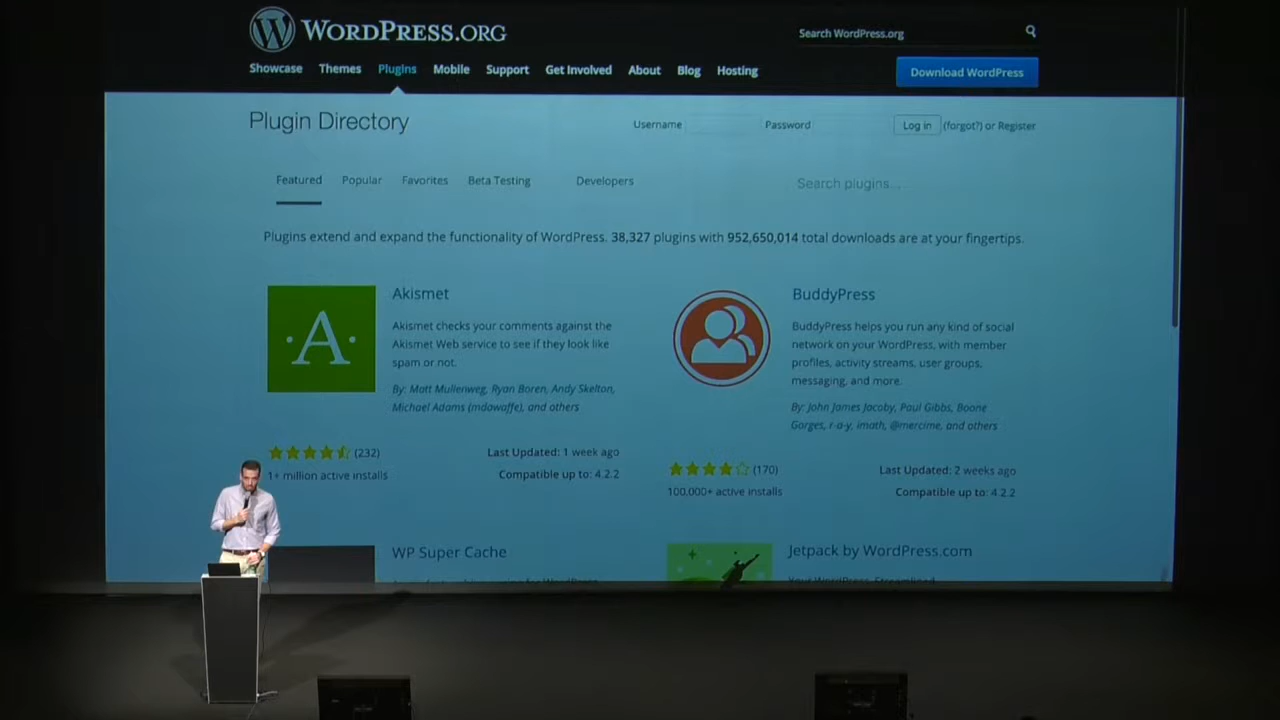 WORDPRESS.ORG
Search WordPress.org
Showcase Themes Plugins Mobile Support Get Involved About Blog Hosting
Download WordPress
Plugin Directory
Username Password Log in (forgot?) or Register
Featured Popular Favorites Beta Testing Developers
Search plugins...
Plugins extend and expand the functionality of WordPress. 38,327 plugins with 952,650,014 total downloads are at your fingertips.
A
Akismet
Akismet checks your comments against the
Akismet Web service to see if they look like
spam or not.
By: Matt Mullenweg, Ryan Boren, Andy Skelton,
Michael Adams (mdawaffe), and others
(232)
1+ million active installs
Last Updated: 1 week ago
Compatible up to: 4.2.2
BuddyPress
BuddyPress helps you run any kind of social
network on your WordPress, with member
profiles, activity streams, user groups,
messaging, and more.
By: John James Jacoby, Paul Gibbs, Boone
Gorges, r-a-y, imath, @mercime, and others
(170)
100,000+ active installs
Last Updated: 2 weeks ago
Compatible up to: 4.2.2
WP Super Cache
Jetpack by WordPress.com
Your WordPress, Streamlined.